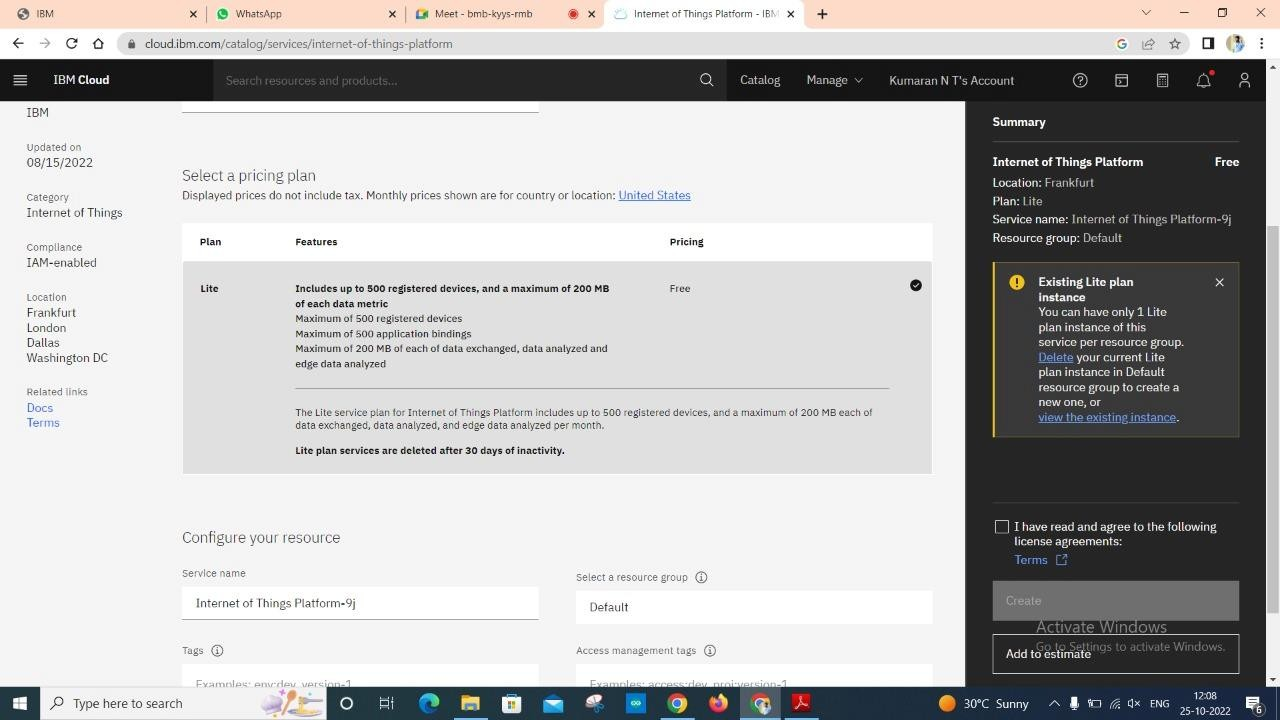 IBM
WhatsApp
Meet - bmb-kyys-rmb
Internet of Things Platform - IBM
cloud.ibm.com/catalog/services/internet-of-things-platform
IBM Cloud
Search resources and products...
Catalog
Manage
Kumaran N T's Account
IBM
Updated on
08/15/2022
Category
Internet of Things
Compliance
IAM-enabled
Location
Frankfurt
London
Dallas
Washington DC
Related links
Docs
Terms
Select a pricing plan
Displayed prices do not include tax. Monthly prices shown are for country or location: United States
Plan Features Pricing
Lite
Includes up to 500 registered devices, and a maximum of 200 MB
of each data metric
Maximum of 500 registered devices
Maximum of 500 application bindings
Maximum of 200 MB of each of data exchanged, data analyzed and
edge data analyzed
Free
The Lite service plan for Internet of Things Platform includes up to 500 registered devices, and a maximum of 200 MB each of
data exchanged, data analyzed, and edge data analyzed per month.
Lite plan services are deleted after 30 days of inactivity.
Configure your resource
Service name
Internet of Things Platform-9j
Select a resource group
Default
Tags
Examples: env:dev, version-1
Access management tags
Examples: access:dev, proj:version-1
Summary
Internet of Things Platform Free
Location: Frankfurt
Plan: Lite
Service name: Internet of Things Platform-9j
Resource group: Default
Existing Lite plan
instance
You can have only 1 Lite
plan instance of this
service per resource group.
Delete your current Lite
plan instance in Default
resource group to create a
new one, or
view the existing instance.
I have read and agree to the following
license agreements:
Terms
Create
Activate Windows
Go to Settings to activate Windows.
Add to estimate
Type here to search
30°C Sunny
ENG
12:08
25-10-2022
6